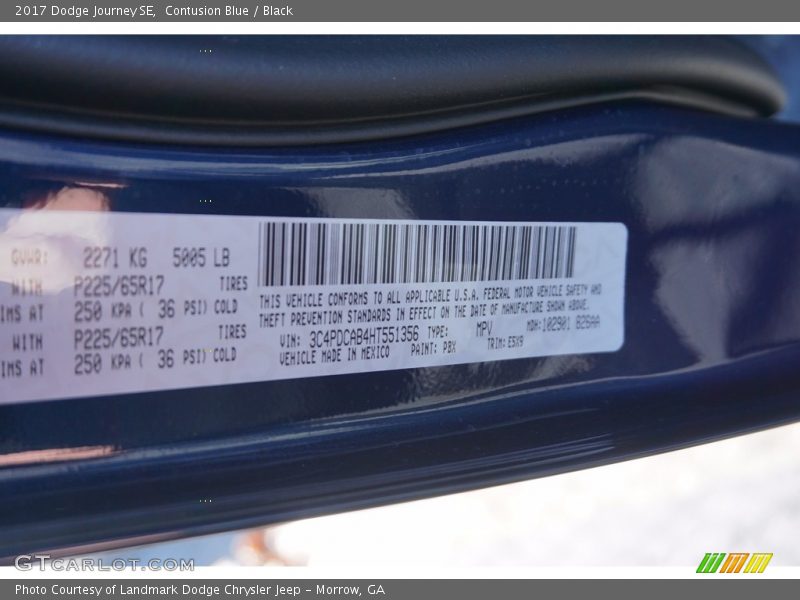 2017 Dodge Journey SE, Contusion Blue / Black
GVWR: 2271 KG 5005 LB
WITH P225/65R17 TIRES
IMS AT 250 KPA ( 36 PSI) COLD
WITH P225/65R17 TIRES
IMS AT 250 KPA ( 36 PSI) COLD
THIS VEHICLE CONFORMS TO ALL APPLICABLE U.S.A. FEDERAL MOTOR VEHICLE SAFETY AND
THEFT PREVENTION STANDARDS IN EFFECT ON THE DATE OF MANUFACTURE SHOWN ABOVE.
VIN: 3C4PDCAB4HT551356 TYPE: MPV MDH:102901 826AA
VEHICLE MADE IN MEXICO PAINT: PBX TRIM: E5X9
GTCARLOT.COM
Photo Courtesy of Landmark Dodge Chrysler Jeep – Morrow, GA